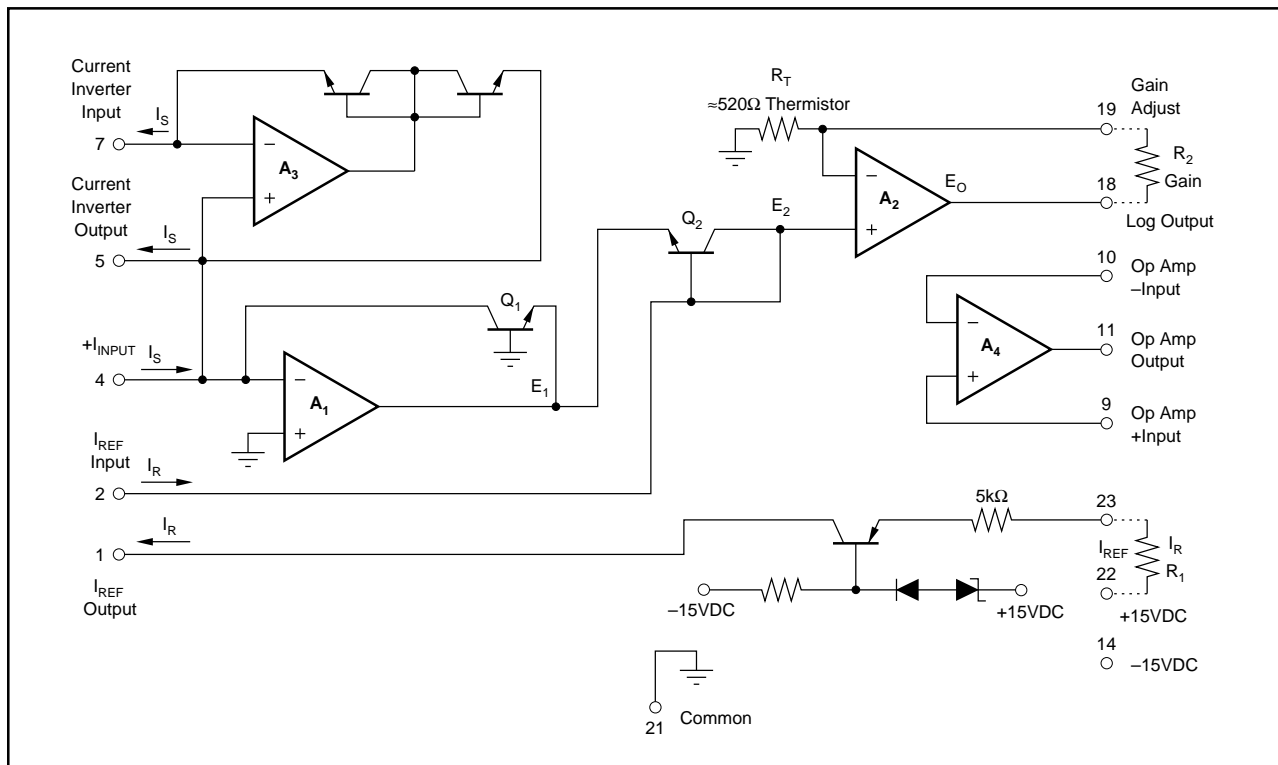 Current
Inverter
Input
I_S
7
A_3
−
+
Current
Inverter
Output
I_S
5
+I_INPUT
I_S
4
Q_1
−
+
A_1
E_1
I_REF
Input
I_R
2
I_R
1
I_REF
Output
R_T
≈520Ω Thermistor
Q_2
E_2
−
+
A_2
E_O
19
Gain
Adjust
R_2
Gain
18
Log Output
10
Op Amp
–Input
−
+
A_4
11
Op Amp
Output
9
Op Amp
+Input
5kΩ
23
I_REF
I_R
R_1
22
+15VDC
–15VDC
+15VDC
14
–15VDC
21
Common